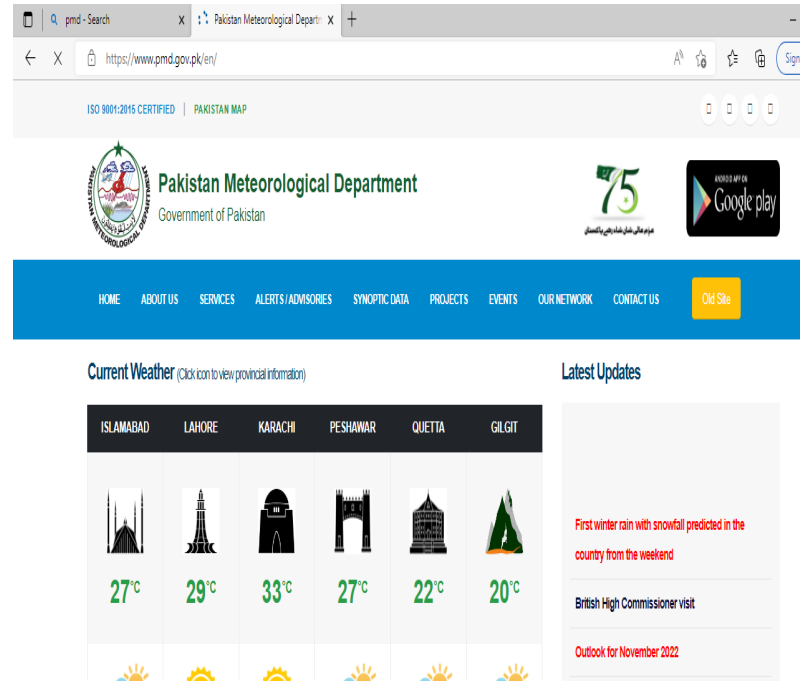 pmd - Search
Pakistan Meteorological Departr
https://www.pmd.gov.pk/en/
Sign
ISO 9001:2015 CERTIFIED | PAKISTAN MAP
Pakistan Meteorological Department
Government of Pakistan
75
ANDROID APP ON
Google play
HOME ABOUT US SERVICES ALERTS / ADVISORIES SYNOPTIC DATA PROJECTS EVENTS OUR NETWORK CONTACT US Old Site
Current Weather (Click icon to view provincial information)
Latest Updates
ISLAMABAD LAHORE KARACHI PESHAWAR QUETTA GILGIT
27°C 29°C 33°C 27°C 22°C 20°C
First winter rain with snowfall predicted in the
country from the weekend
British High Commissioner visit
Outlook for November 2022